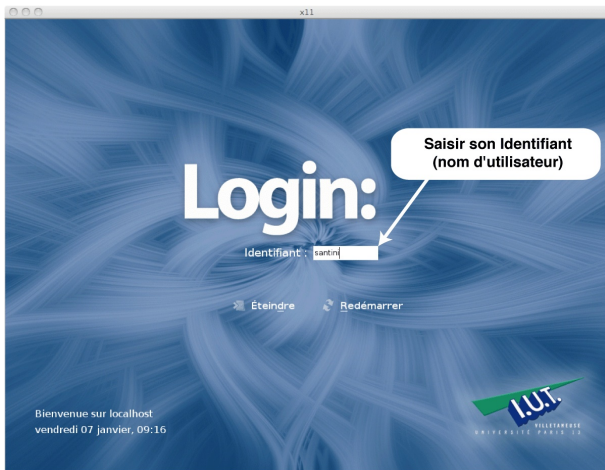 x11
Saisir son Identifiant
(nom d'utilisateur)
Login:
Identifiant : santini
Éteindre Redémarrer
Bienvenue sur localhost
vendredi 07 janvier, 09:16
I.U.T.
VILLETANEUSE
UNIVERSITÉ PARIS 13